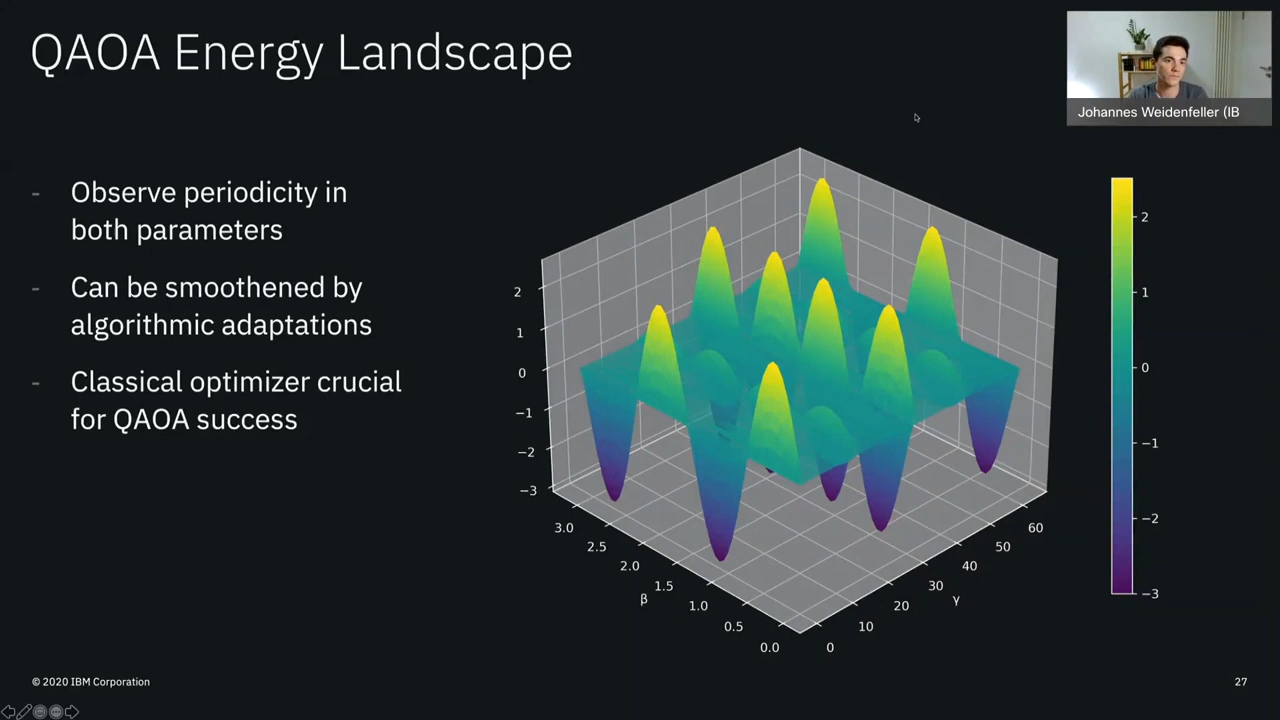 QAOA Energy Landscape
Johannes Weidenfeller (IB
- Observe periodicity in
both parameters
- Can be smoothened by
algorithmic adaptations
- Classical optimizer crucial
for QAOA success
2
1
0
−1
−2
−3
3.0
2.5
2.0
1.5
1.0
0.5
0.0
β
0
10
20
30
40
50
60
γ
2
1
0
−1
−2
−3
© 2020 IBM Corporation
27